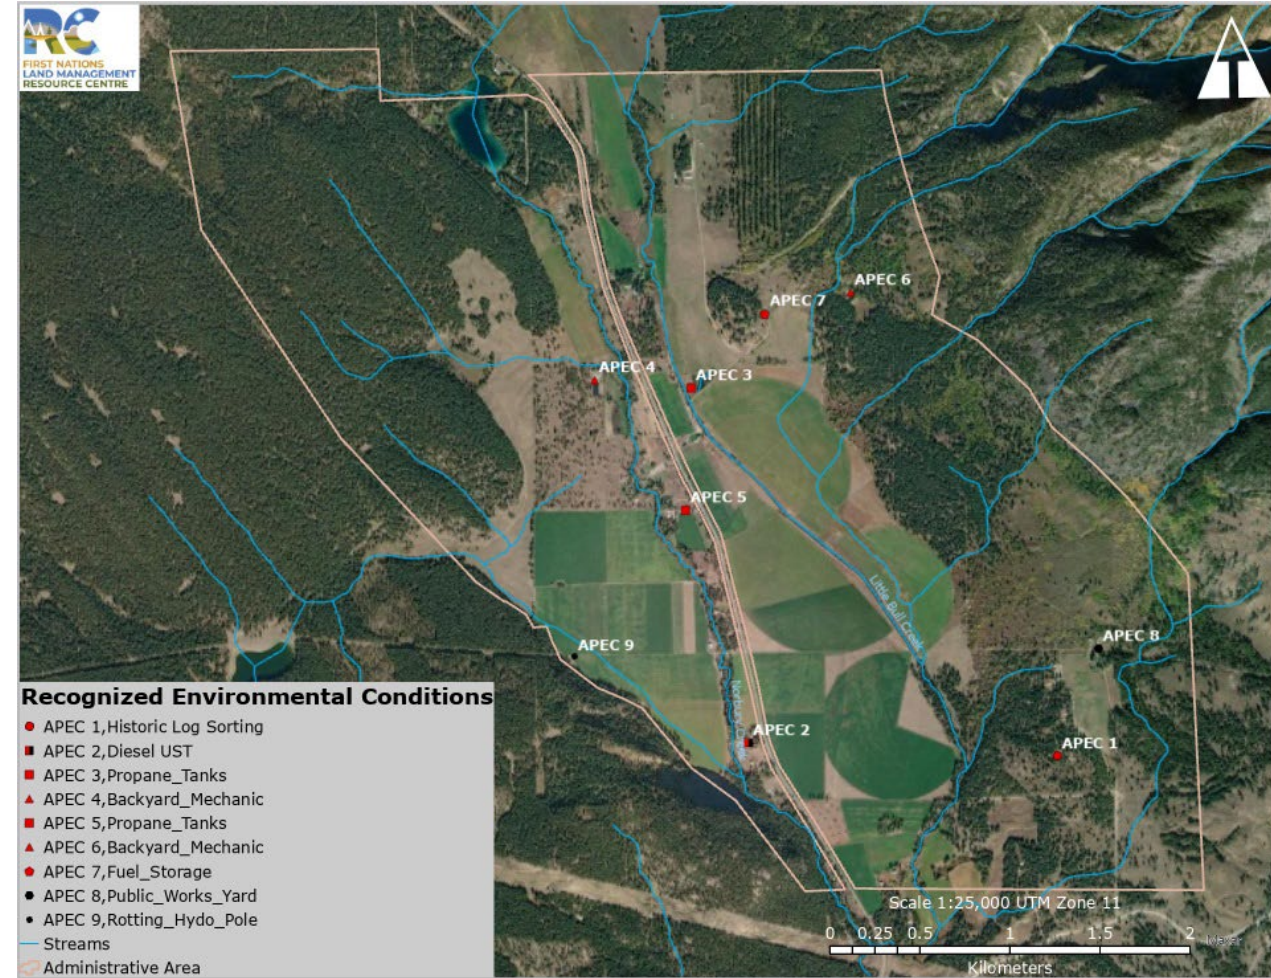 RC
FIRST NATIONS
LAND MANAGEMENT
RESOURCE CENTRE
APEC 6
APEC 7
APEC 4
APEC 3
APEC 5
Little Bull Creek
APEC 8
APEC 9
APEC 2
APEC 1
Recognized Environmental Conditions
APEC 1,Historic Log Sorting
APEC 2,Diesel UST
APEC 3,Propane_Tanks
APEC 4,Backyard_Mechanic
APEC 5,Propane_Tanks
APEC 6,Backyard_Mechanic
APEC 7,Fuel_Storage
APEC 8,Public_Works_Yard
APEC 9,Rotting_Hydo_Pole
Streams
Administrative Area
Scale 1:25,000 UTM Zone 11
0 0.25 0.5 1 1.5 2
Kilometers